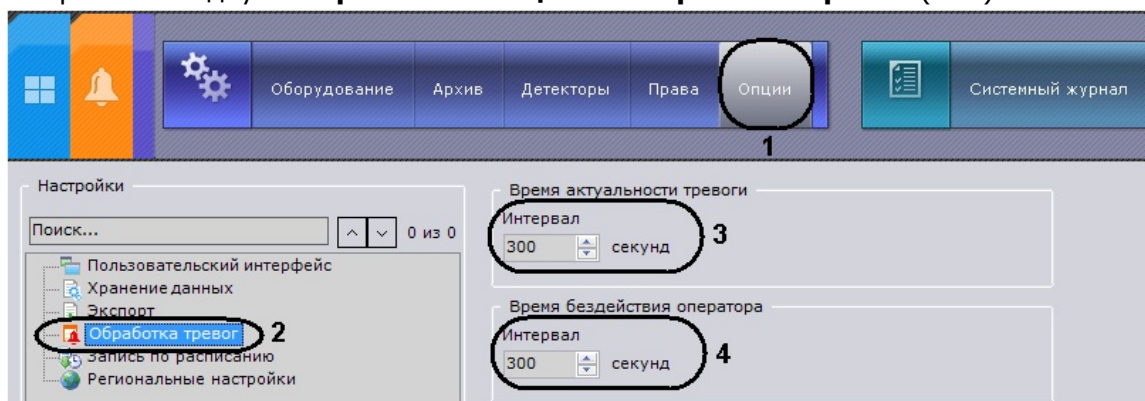 Оборудование Архив Детекторы Права Опции Системный журнал
1
Настройки
Поиск... 0 из 0
Пользовательский интерфейс
Хранение данных
Экспорт
Обработка тревог 2
Запись по расписанию
Региональные настройки
Время актуальности тревоги
Интервал
300 секунд 3
Время бездействия оператора
Интервал
300 секунд 4